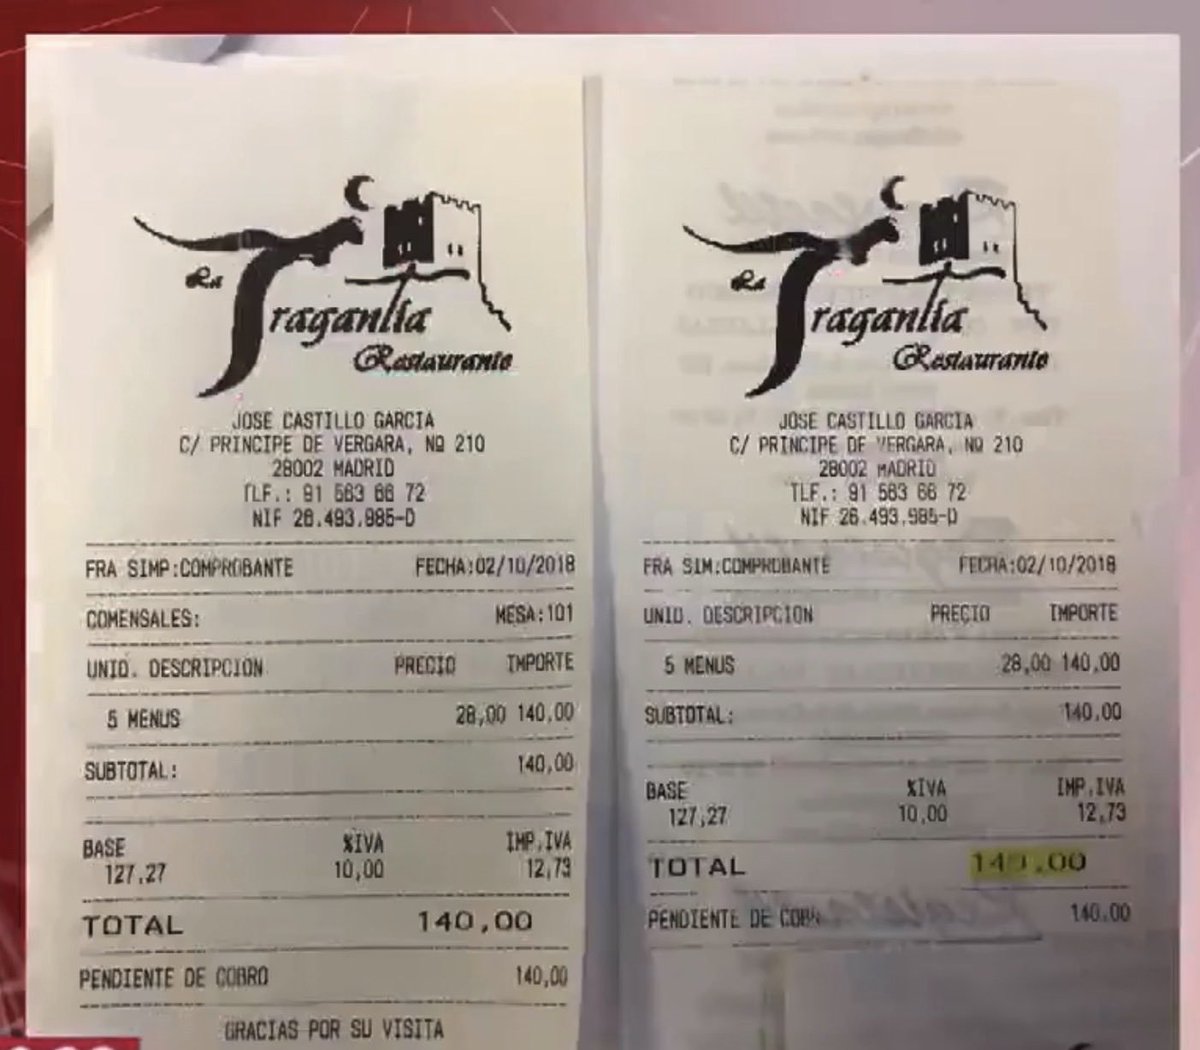 La
Tragantía
Restaurante
JOSE CASTILLO GARCIA
C/ PRINCIPE DE VERGARA, Nº 210
28002 MADRID
TLF.: 91 563 66 72
NIF 26.493.985-D
FRA SIMP:COMPROBANTE FECHA:02/10/2018
COMENSALES: MESA:101
UNID. DESCRIPCION PRECIO IMPORTE
5 MENUS 28,00 140,00
SUBTOTAL: 140,00
BASE %IVA IMP.IVA
127,27 10,00 12,73
TOTAL 140,00
PENDIENTE DE COBRO 140,00
GRACIAS POR SU VISITA
La
Tragantía
Restaurante
JOSE CASTILLO GARCIA
C/ PRINCIPE DE VERGARA, Nº 210
28002 MADRID
TLF.: 91 563 66 72
NIF 26.493.985-D
FRA SIM:COMPROBANTE FECHA:02/10/2018
UNID. DESCRIPCION PRECIO IMPORTE
5 MENUS 28,00 140,00
SUBTOTAL: 140,00
BASE %IVA IMP.IVA
127,27 10,00 12,73
TOTAL 140,00
PENDIENTE DE COBRO 140,00